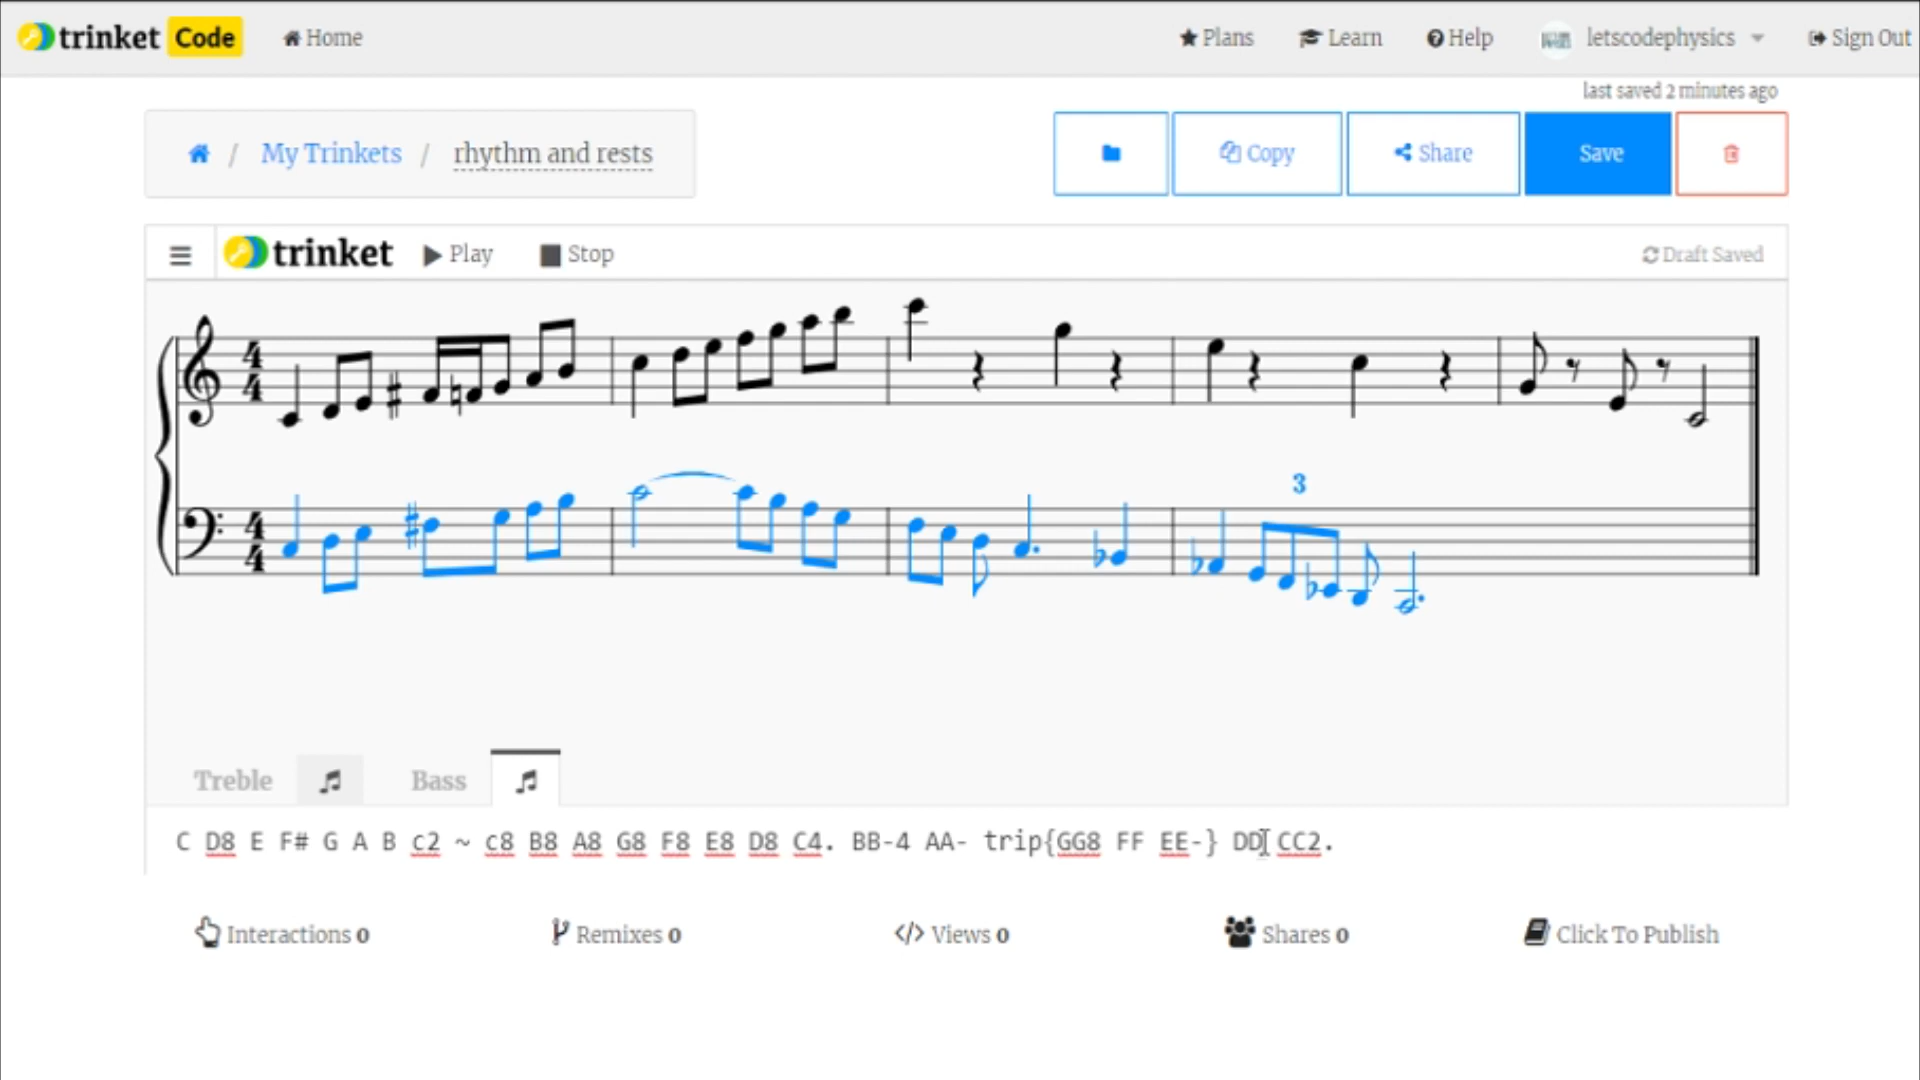 trinket Code Home Plans Learn Help letscodephysics Sign Out
last saved 2 minutes ago
/ My Trinkets / rhythm and rests Copy Share Save
trinket Play Stop Draft Saved
4
4
3
4
4
Treble Bass
C D8 E F# G A B c2 ~ c8 B8 A8 G8 F8 E8 D8 C4. BB-4 AA- trip{GG8 FF EE-} DD CC2.
Interactions 0 Remixes 0 Views 0 Shares 0 Click To Publish